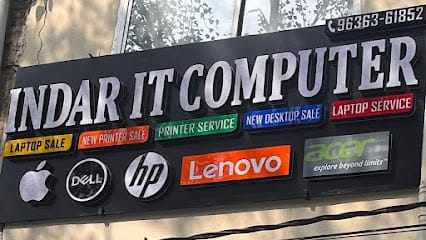 96363-61852
INDAR IT COMPUTER
LAPTOP SALE NEW PRINTER SALE PRINTER SERVICE NEW DESKTOP SALE LAPTOP SERVICE
DELL hp Lenovo acer
explore beyond limits™